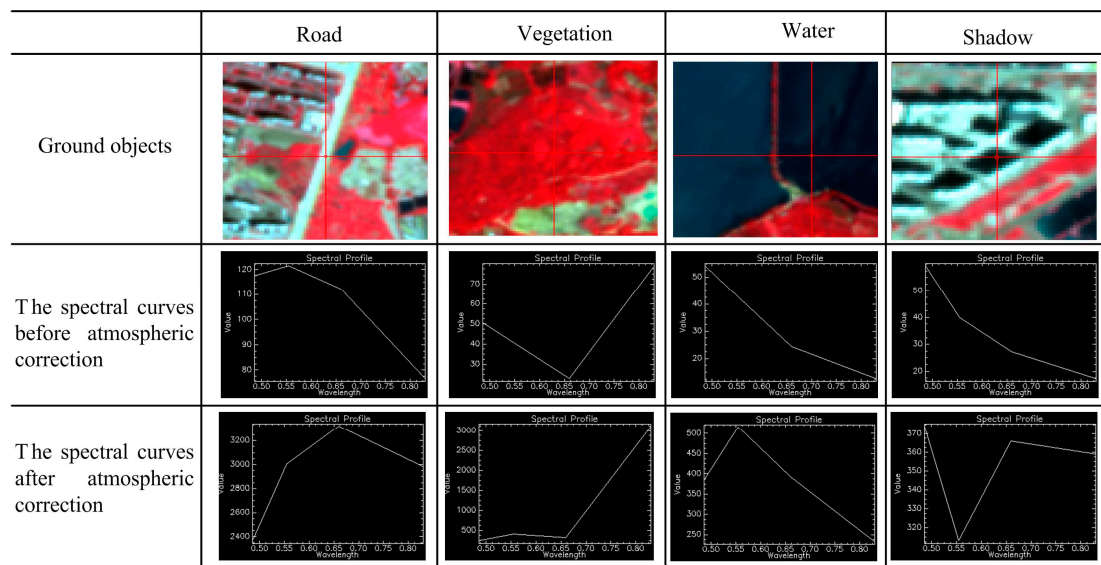 Road
Vegetation
Water
Shadow
Ground objects
The spectral curves
before atmospheric
correction
Spectral Profile
120
110
100
90
80
Value
0.50 0.55 0.60 0.65 0.70 0.75 0.80
Wavelength
Spectral Profile
70
60
50
40
30
Value
0.50 0.55 0.60 0.65 0.70 0.75 0.80
Wavelength
Spectral Profile
50
40
30
20
Value
0.50 0.55 0.60 0.65 0.70 0.75 0.80
Wavelength
Spectral Profile
50
40
30
20
Value
0.50 0.55 0.60 0.65 0.70 0.75 0.80
Wavelength
The spectral curves
after atmospheric
correction
Spectral Profile
3200
3000
2800
2600
2400
Value
0.50 0.55 0.60 0.65 0.70 0.75 0.80
Wavelength
Spectral Profile
3000
2500
2000
1500
1000
500
Value
0.50 0.55 0.60 0.65 0.70 0.75 0.80
Wavelength
Spectral Profile
500
450
400
350
300
250
Value
0.50 0.55 0.60 0.65 0.70 0.75 0.80
Wavelength
Spectral Profile
370
360
350
340
330
320
Value
0.50 0.55 0.60 0.65 0.70 0.75 0.80
Wavelength